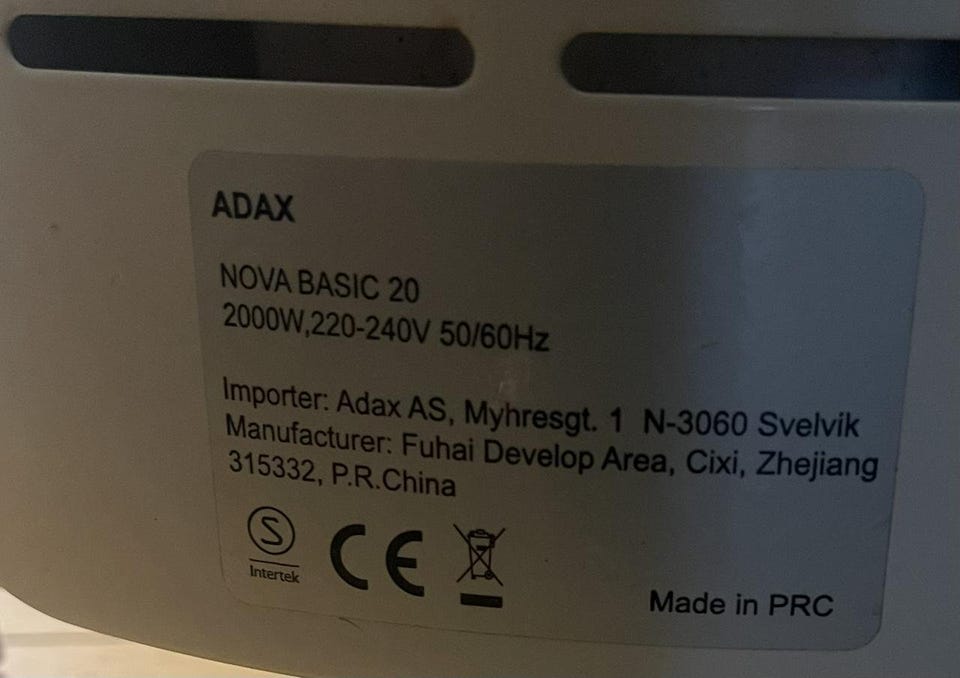 ADAX
NOVA BASIC 20
2000W,220-240V 50/60Hz
Importer: Adax AS, Myhresgt. 1 N-3060 Svelvik
Manufacturer: Fuhai Develop Area, Cixi, Zhejiang
315332, P.R.China
S
Intertek
CE
Made in PRC